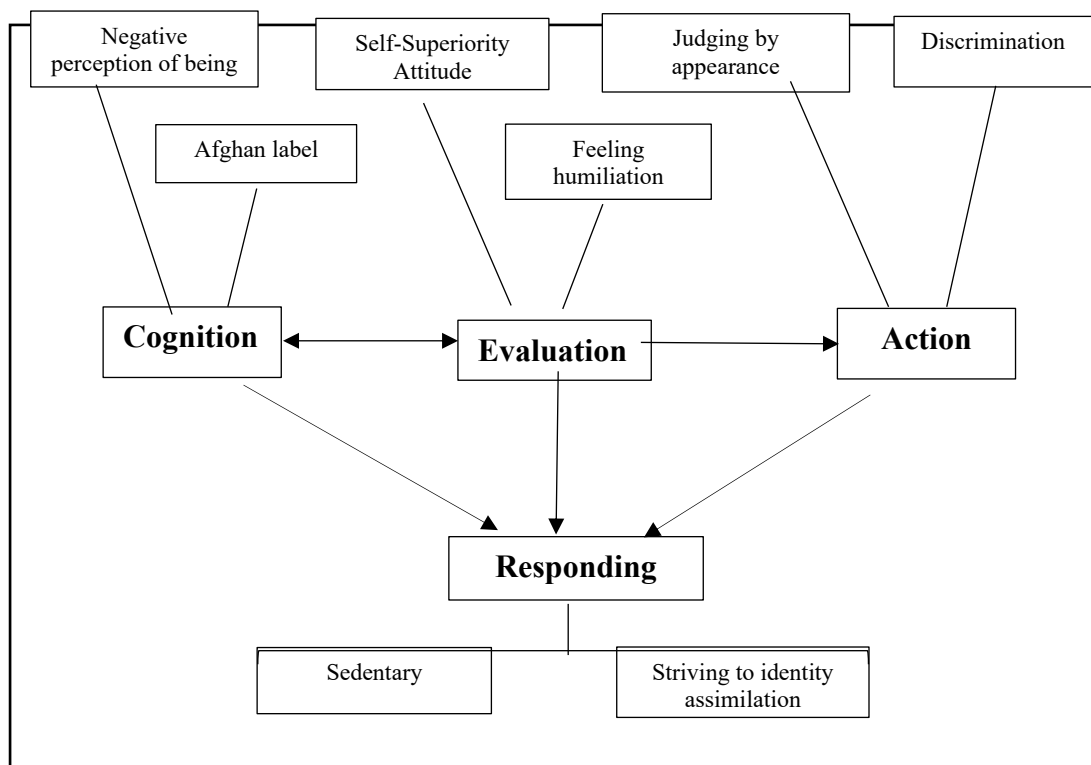 Negative
perception of being
Self-Superiority
Attitude
Judging by
appearance
Discrimination
Afghan label
Feeling
humiliation
Cognition
Evaluation
Action
Responding
Sedentary
Striving to identity
assimilation